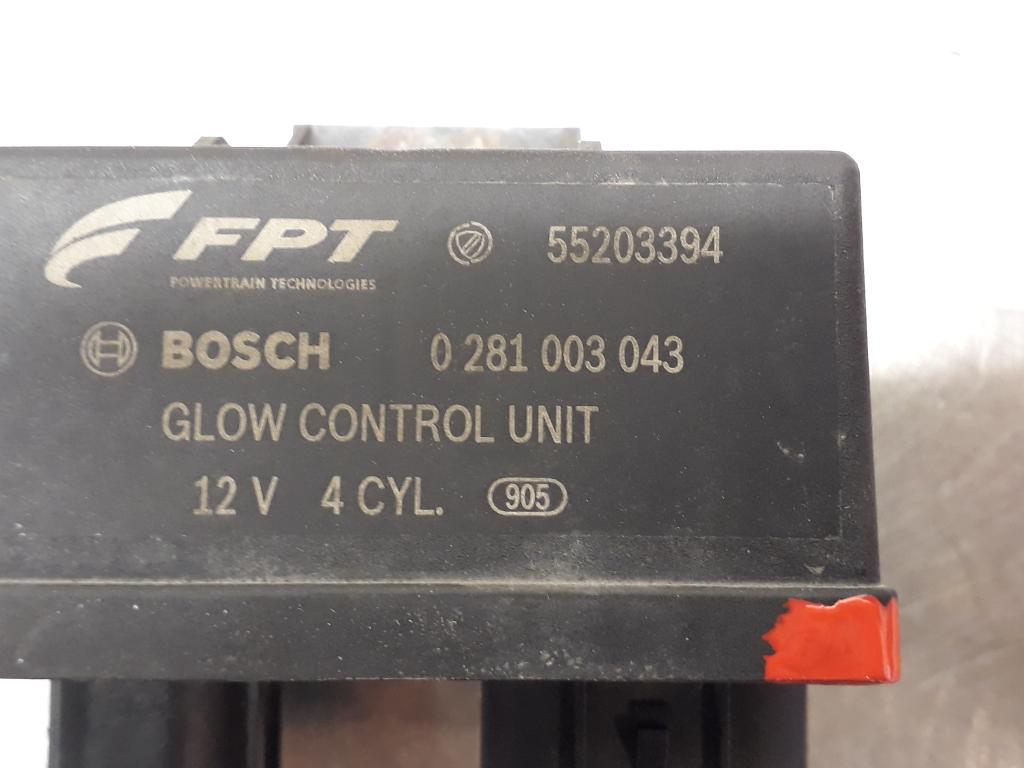 FPT 55203394
POWERTRAIN TECHNOLOGIES
BOSCH 0 281 003 043
GLOW CONTROL UNIT
12 V 4 CYL. 905